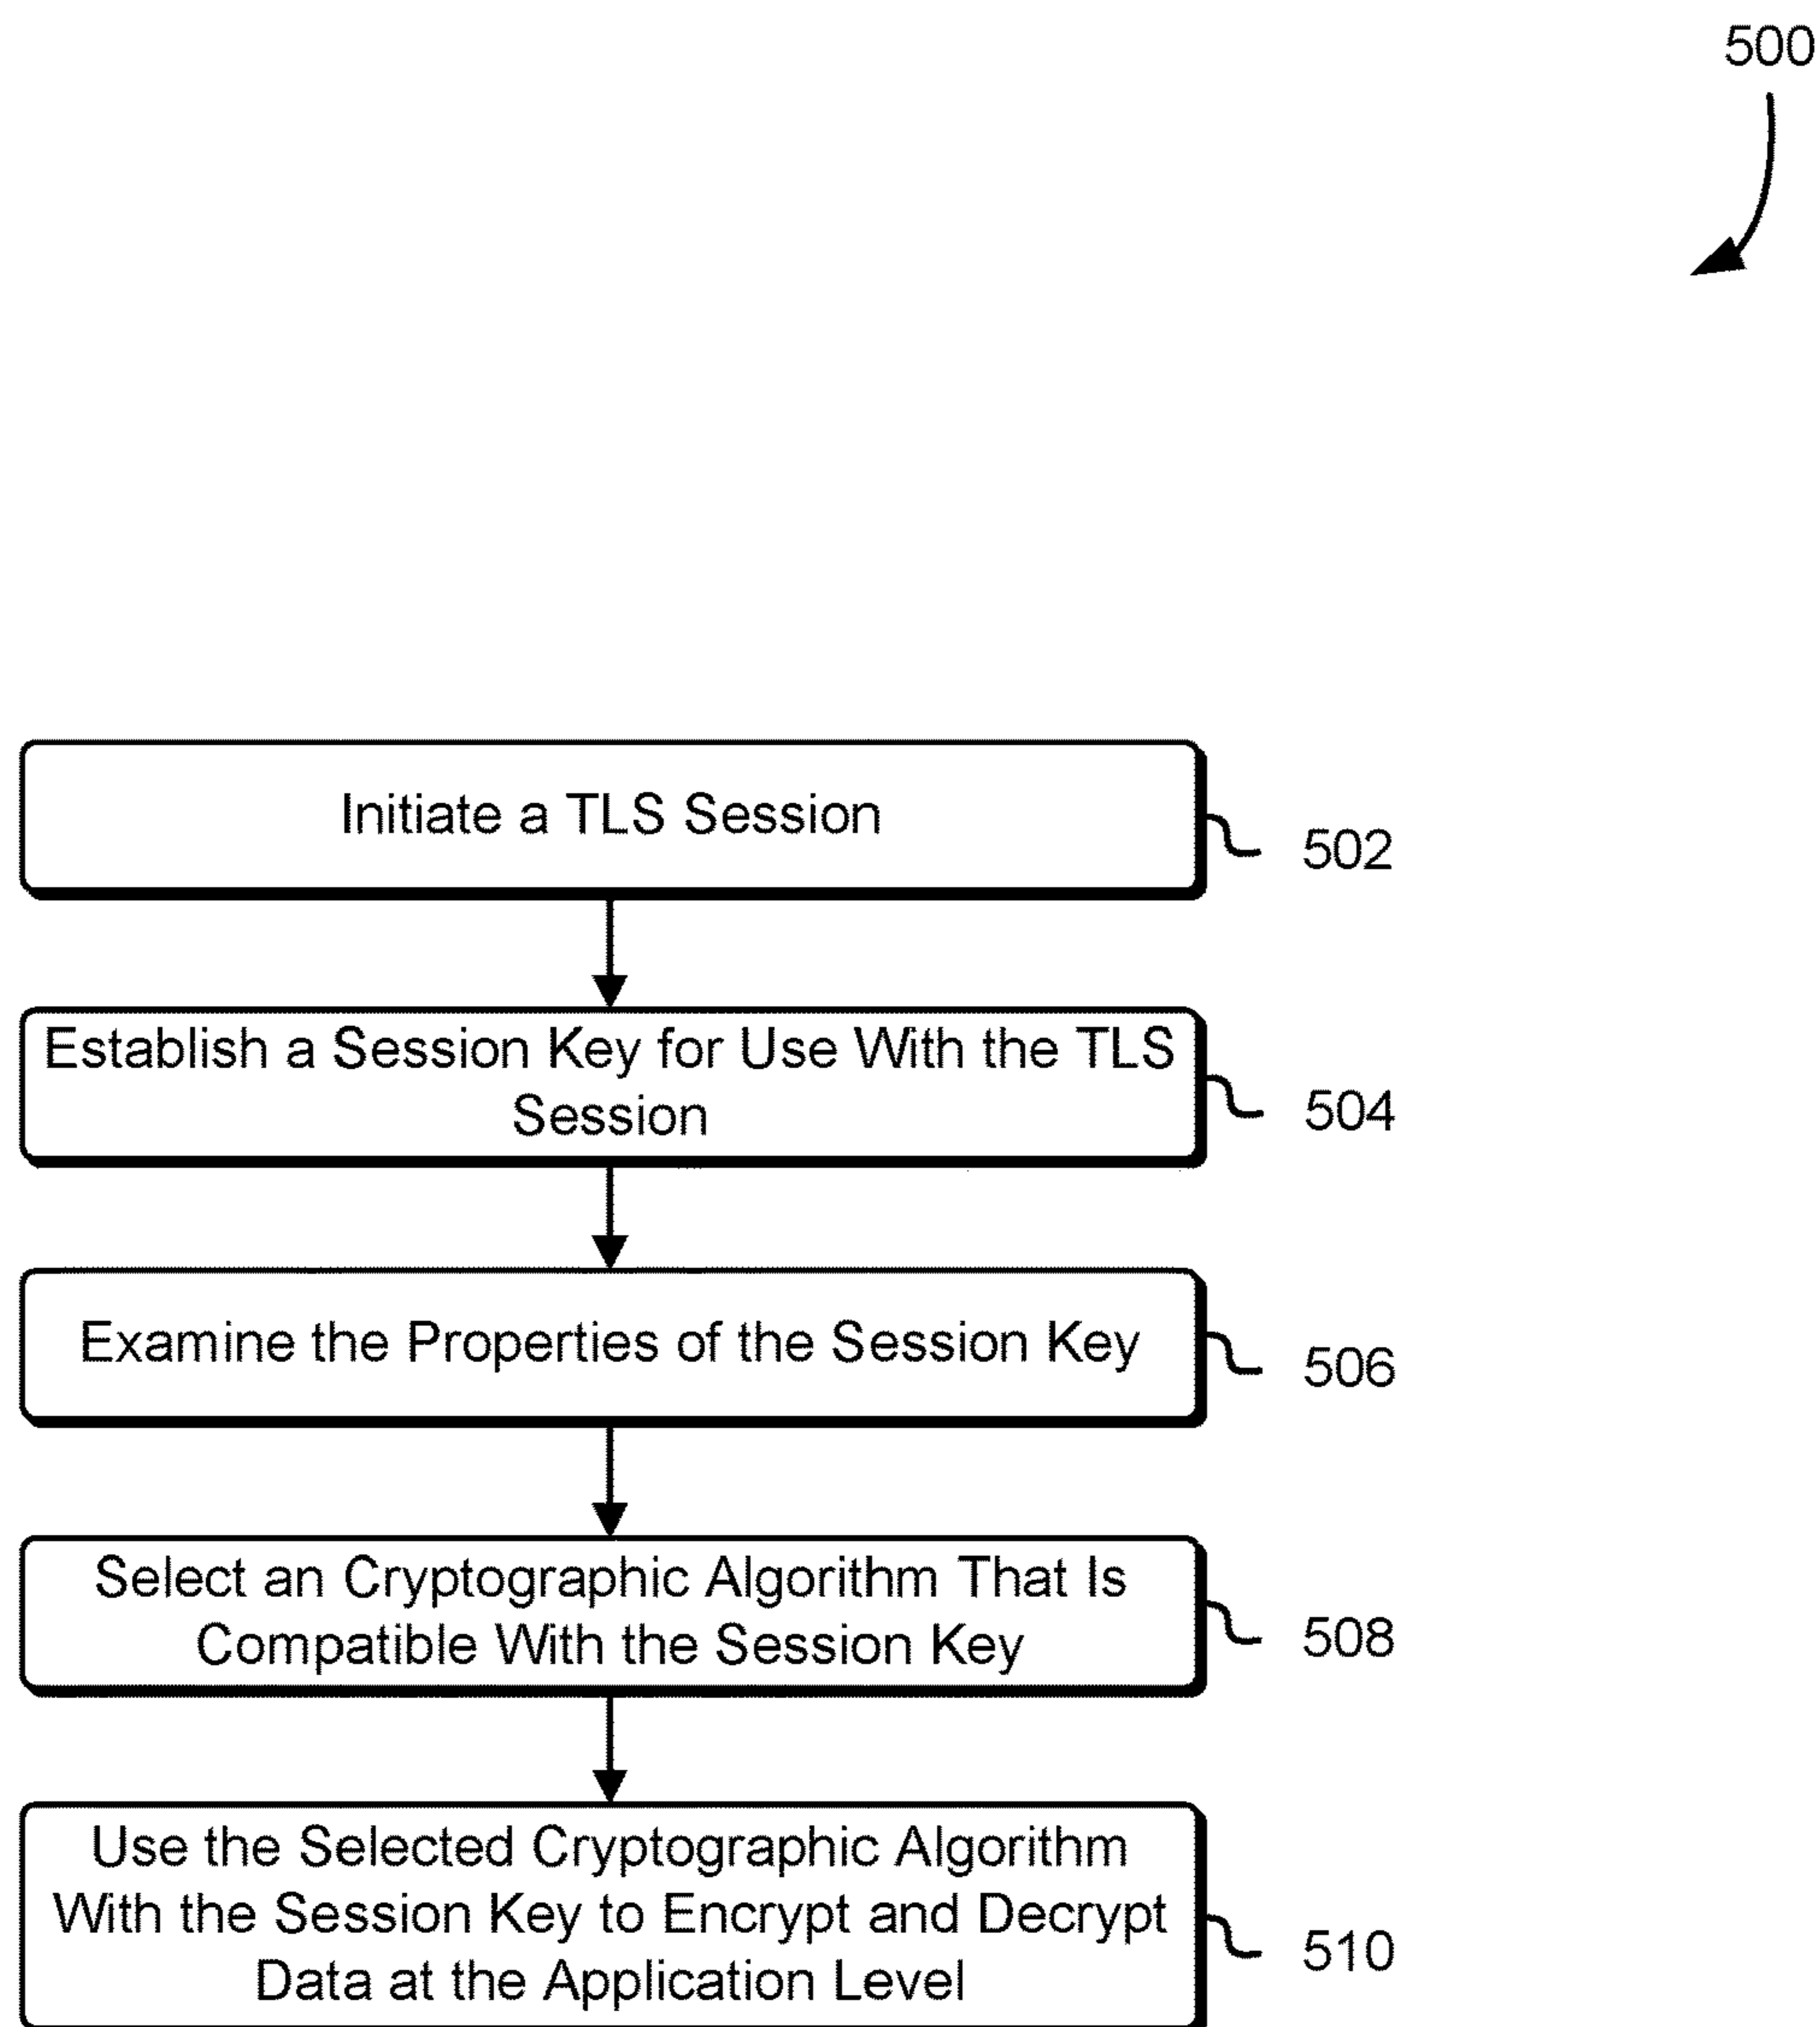 500
Initiate a TLS Session
502
Establish a Session Key for Use With the TLS
Session
504
Examine the Properties of the Session Key
506
Select an Cryptographic Algorithm That Is
Compatible With the Session Key
508
Use the Selected Cryptographic Algorithm
With the Session Key to Encrypt and Decrypt
Data at the Application Level
510